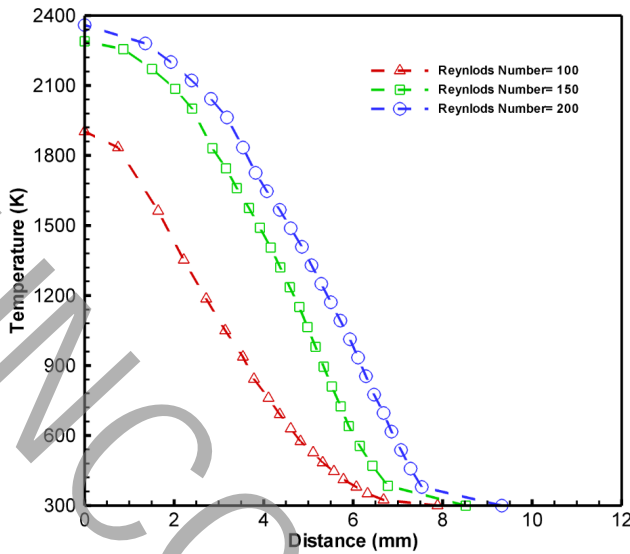 2400
2100
1800
1500
1200
900
600
300
Temperature (K)
Reynlods Number= 100
Reynlods Number= 150
Reynlods Number= 200
0 2 4 6 8 10 12
Distance (mm)